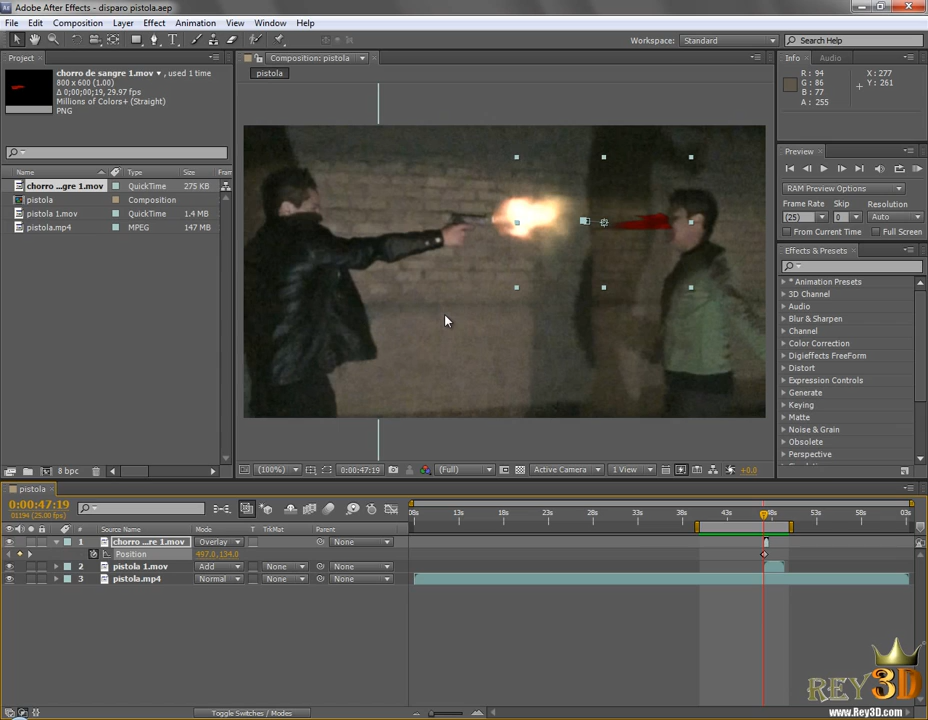 Adobe After Effects - disparo pistola.aep
File Edit Composition Layer Effect Animation View Window Help
Workspace: Standard Search Help
Project
chorro de sangre 1.mov ▾ , used 1 time
800 x 600 (1.00)
Δ 0;00;00;19, 29.97 fps
Millions of Colors+ (Straight)
PNG
Name Type Size Fram
chorro ...gre 1.mov QuickTime 275 KB
pistola Composition
pistola 1.mov QuickTime 1.4 MB
pistola.mp4 MPEG 147 MB
8 bpc
Composition: pistola
pistola
(100%) 0:00:47:19 (Full) Active Camera 1 View +0.0
Info Audio
R : 94
G : 86
B : 77
A : 255
X : 277
Y : 261
Preview
RAM Preview Options
Frame Rate Skip Resolution
(25) 0 Auto
From Current Time Full Screen
Effects & Presets
* Animation Presets
3D Channel
Audio
Blur & Sharpen
Channel
Color Correction
Digieffects FreeForm
Distort
Expression Controls
Generate
Keying
Matte
Noise & Grain
Obsolete
Perspective
pistola
0:00:47:19
01194 (25.00 fps)
# Source Name Mode T TrkMat Parent
08s 13s 18s 23s 28s 33s 38s 43s 48s 53s 58s 03s
1 chorro ...re 1.mov Overlay None
Position 497.0,134.0
2 pistola 1.mov Add None None
3 pistola.mp4 Normal None None
Toggle Switches / Modes
REY3D
www.Rey3D.com